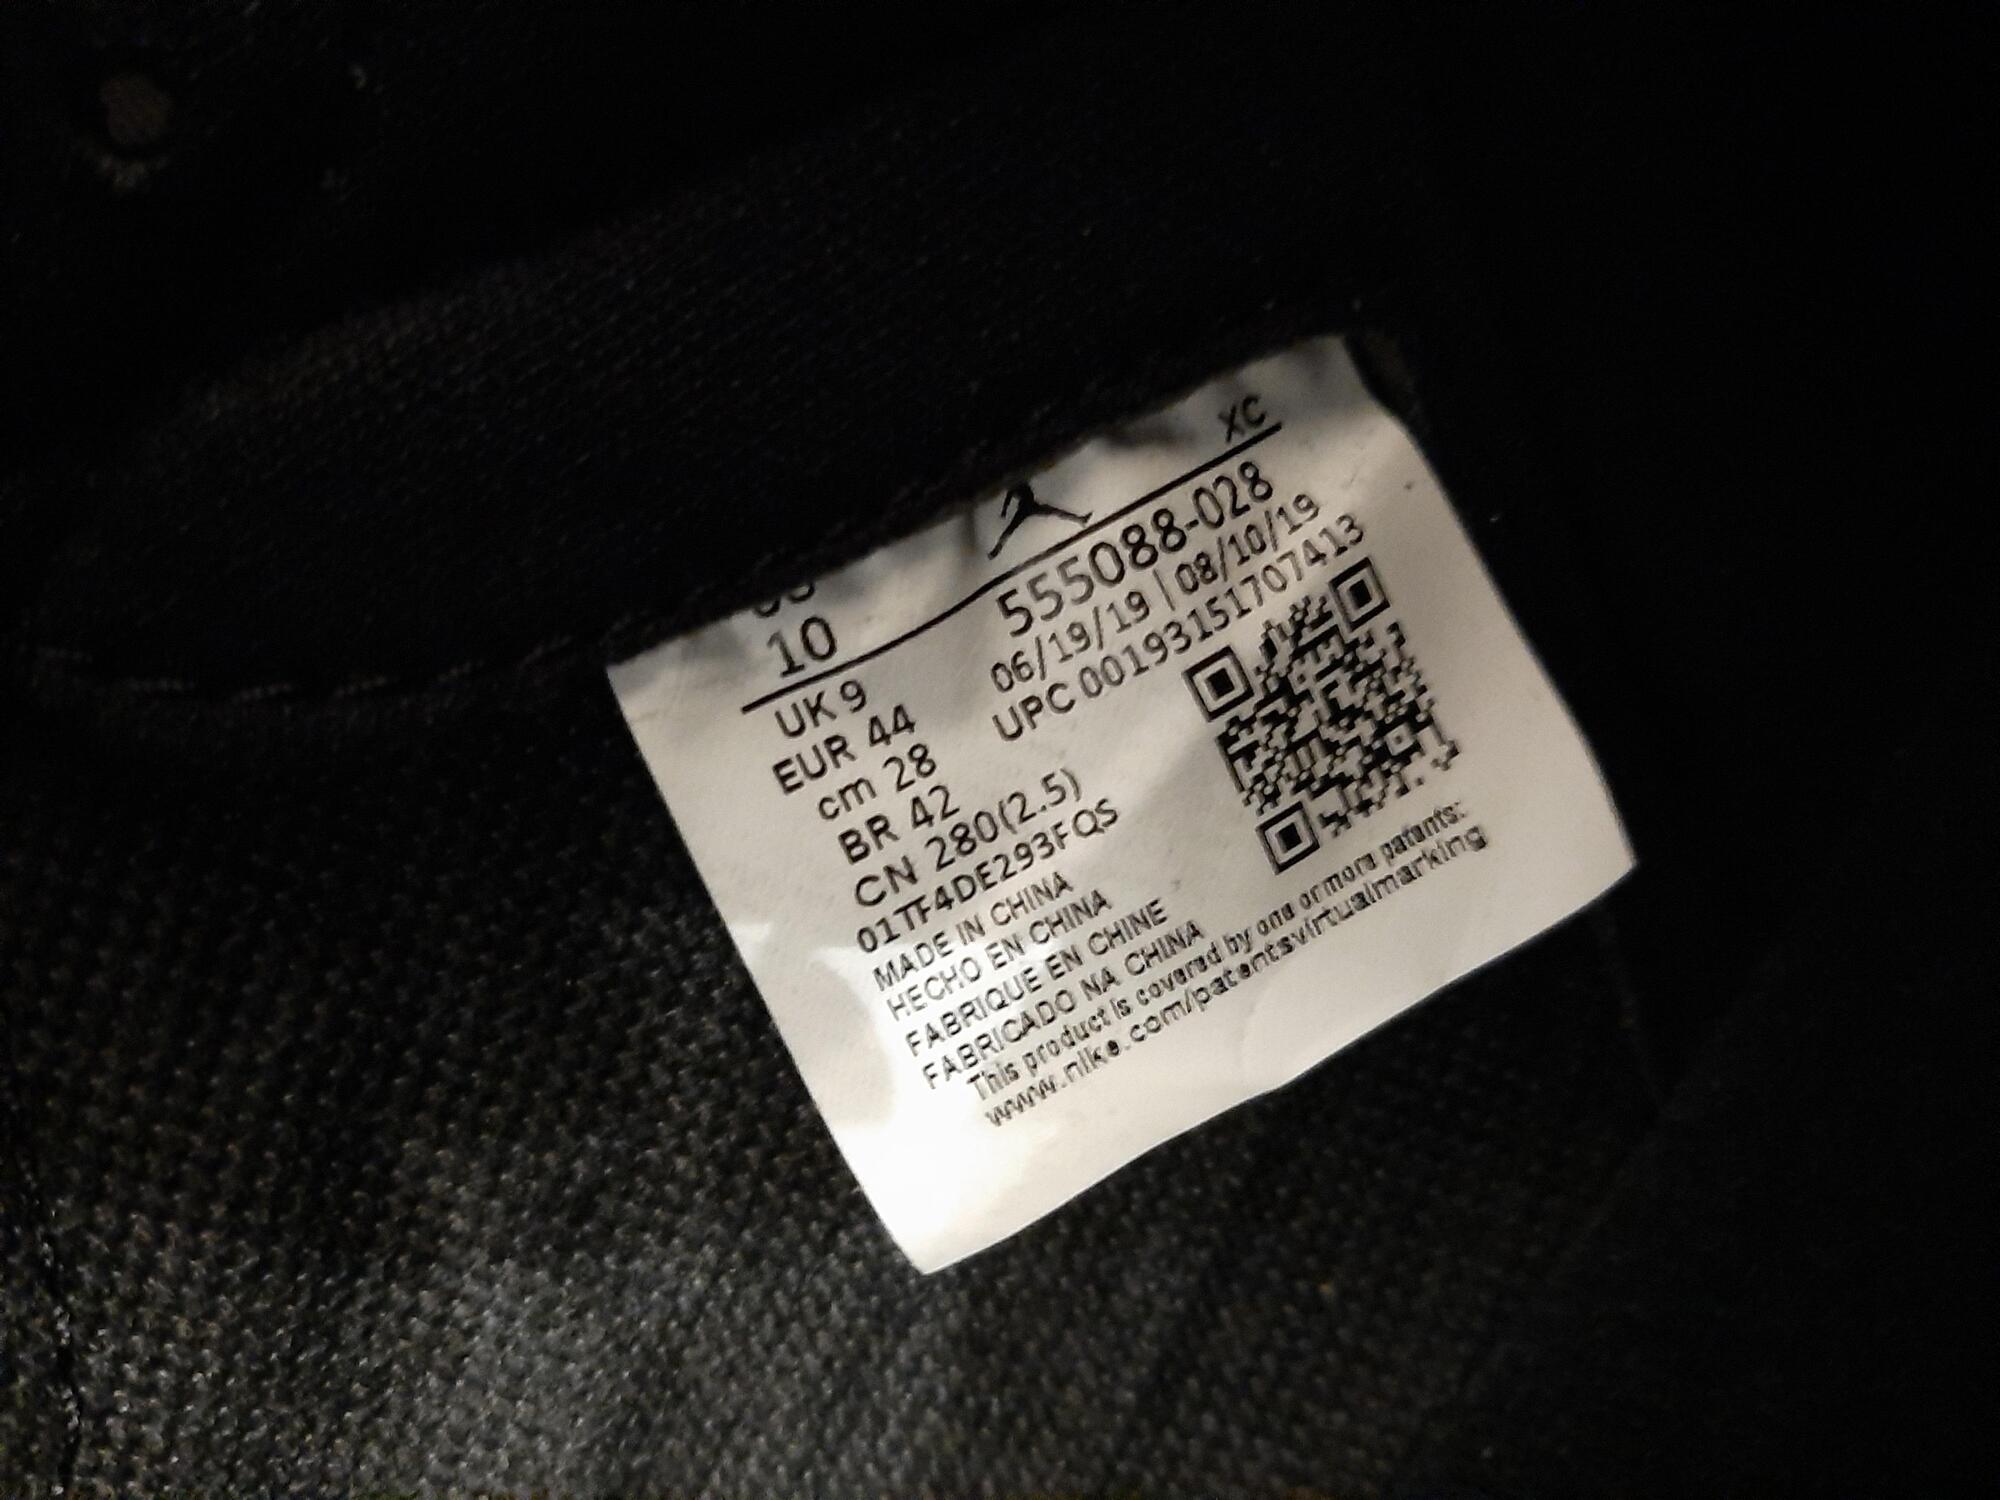 XC
US
10
555088-028
06/19/19 | 08/10/19
UPC 00193151707413
UK 9
EUR 44
cm 28
BR 42
CN 280(2.5)
01TF4DE293FQS
MADE IN CHINA
HECHO EN CHINA
FABRIQUE EN CHINE
FABRICADO NA CHINA
This product is covered by one or more patents:
www.nike.com/patentsvirtualmarking